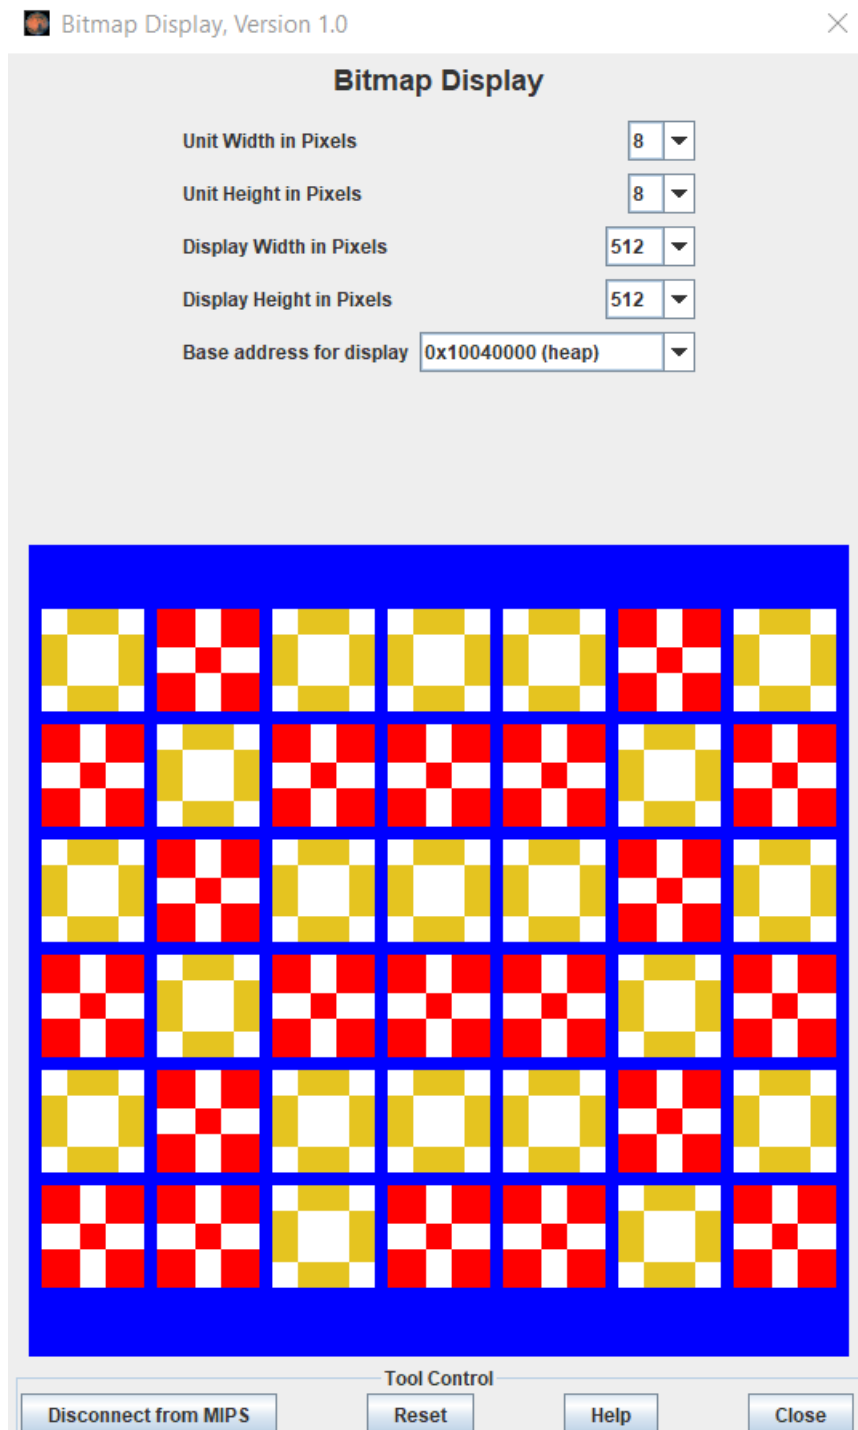 Bitmap Display, Version 1.0
Bitmap Display
Unit Width in Pixels 8
Unit Height in Pixels 8
Display Width in Pixels 512
Display Height in Pixels 512
Base address for display 0x10040000 (heap)
Tool Control
Disconnect from MIPS Reset Help Close